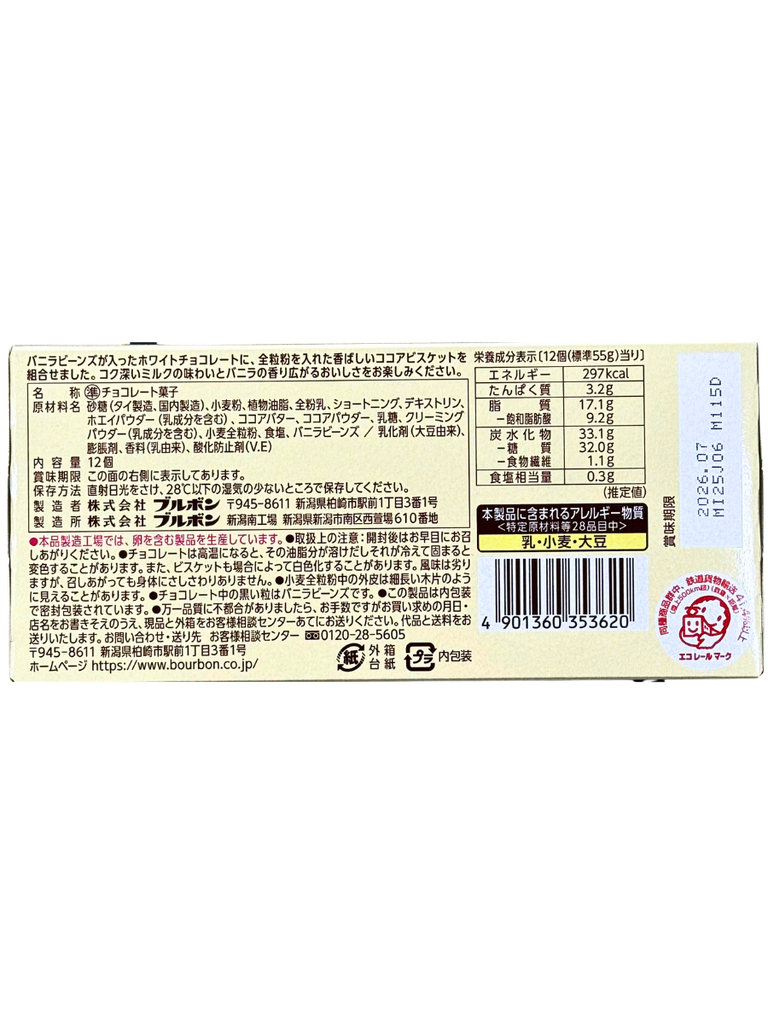 バニラビーンズが入ったホワイトチョコレートに、全粒粉を入れた香ばしいココアビスケットを
組合せました。コク深いミルクの味わいとバニラの香り広がるおいしさをお楽しみください。
名 称 準チョコレート菓子
原材料名 砂糖(タイ製造、国内製造)、小麦粉、植物油脂、全粉乳、ショートニング、デキストリン、
ホエイパウダー(乳成分を含む)、ココアバター、ココアパウダー、乳糖、クリーミング
パウダー(乳成分を含む)、小麦全粒粉、食塩、バニラビーンズ / 乳化剤(大豆由来)、
膨脹剤、香料(乳由来)、酸化防止剤(V.E)
内 容 量 12個
賞味期限 この面の右側に表示してあります。
保存方法 直射日光をさけ、28℃以下の湿気の少ないところで保存してください。
製 造 者 株式会社 ブルボン 〒945-8611 新潟県柏崎市駅前1丁目3番1号
製 造 所 株式会社 ブルボン 新潟南工場 新潟県新潟市南区西萱場610番地
●本品製造工場では、卵を含む製品を生産しています。●取扱上の注意:開封後はお早目にお召
しあがりください。●チョコレートは高温になると、その油脂分が溶けだしそれが冷えて固まると
変色することがあります。また、ビスケットも場合によって白色化することがあります。風味は劣り
ますが、召しあがっても身体にさしさわりありません。●小麦全粒粉中の外皮は細長い木片のよう
に見えることがあります。●チョコレート中の黒い粒はバニラビーンズです。●この製品は内包装
で密封包装されています。●万一品質に不都合がありましたら、お手数ですがお買い求めの月日・
店名をお書きそえのうえ、現品と外箱をお客様相談センターあてにお送りください。代品と送料をお
送りいたします。お問い合わせ・送り先 お客様相談センター 0120-28-5605
〒945-8611 新潟県柏崎市駅前1丁目3番1号
ホームページ https://www.bourbon.co.jp/
紙 外箱 台紙 プラ 内包装
栄養成分表示〔12個(標準55g)当り〕
エネルギー 297kcal
たんぱく質 3.2g
脂 質 17.1g
-飽和脂肪酸 9.2g
炭水化物 33.1g
-糖 質 32.0g
-食物繊維 1.1g
食塩相当量 0.3g
(推定値)
本製品に含まれるアレルギー物質
<特定原材料等28品目中>
乳・小麦・大豆
4 901360 353620
賞味期限
2026.07
MI25J06 M115D
同種商品群中、鉄道貨物輸送
エコレールマーク